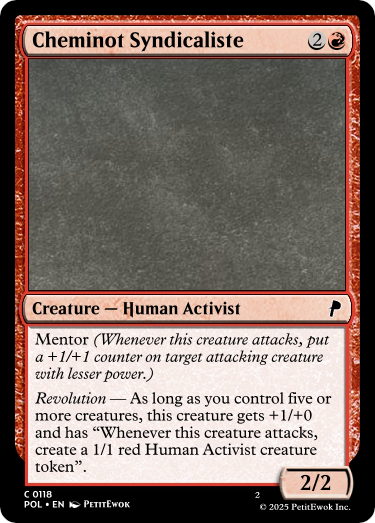 Cheminot Syndicaliste 2
Creature — Human Activist
Mentor (Whenever this creature attacks, put
a +1/+1 counter on target attacking creature
with lesser power.)
Revolution — As long as you control five or
more creatures, this creature gets +1/+0
and has “Whenever this creature attacks,
create a 1/1 red Human Activist creature
token”.
2/2
C 0118
POL • EN PetitEwok
2
© 2025 PetitEwok Inc.